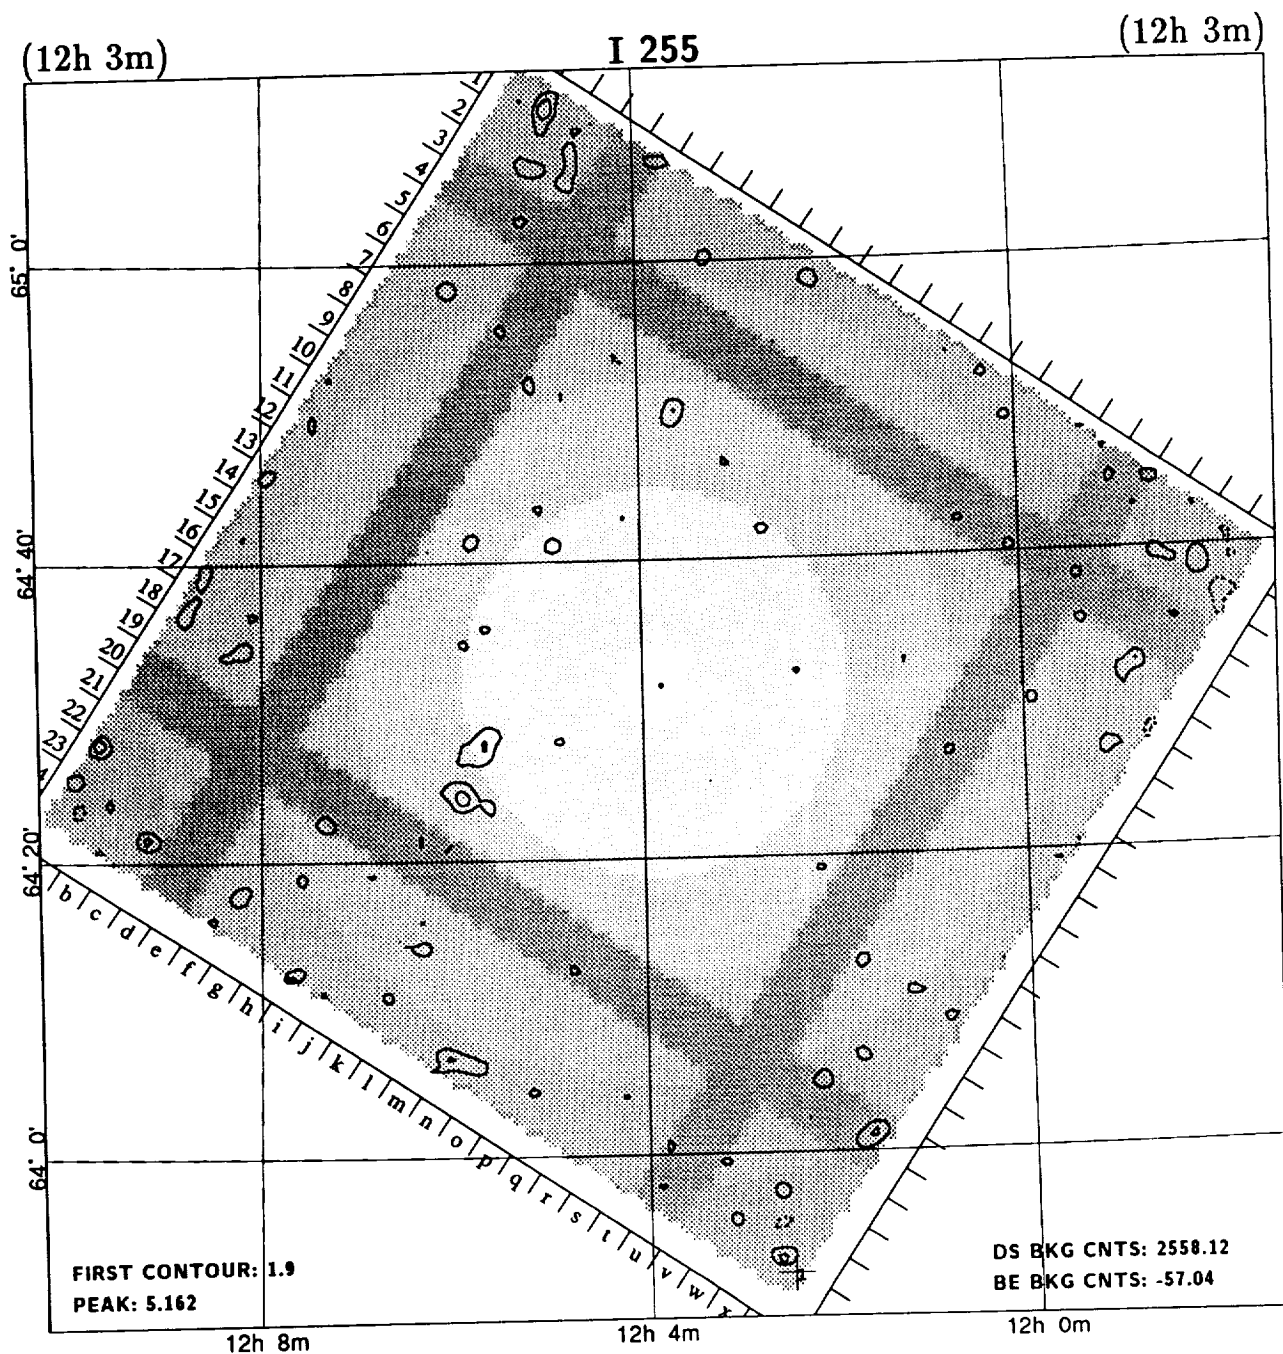 (12h 3m)
I 255
(12h 3m)
1
2
3
4
5
6
7
8
9
10
11
12
13
14
15
16
17
18
19
20
21
22
23
65° 0'
64° 40'
64° 20'
64° 0'
b c d e f g h i j k l m n o p q r s t u v w x
FIRST CONTOUR: 1.9
PEAK: 5.162
DS BKG CNTS: 2558.12
BE BKG CNTS: -57.04
12h 8m
12h 4m
12h 0m